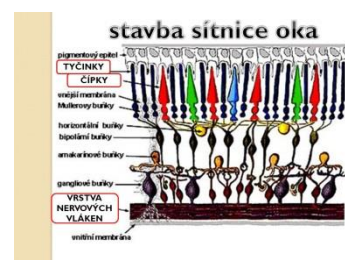 stavba sítnice oka
pigmentový epitel
TYČINKY
ČÍPKY
vnější membrána
Mullerovy buňky
horizontální buňky
bipolární buňky
amakarinové buňky
gangliové buňky
VRSTVA
NERVOVÝCH
VLÁKEN
vnitřní membrána